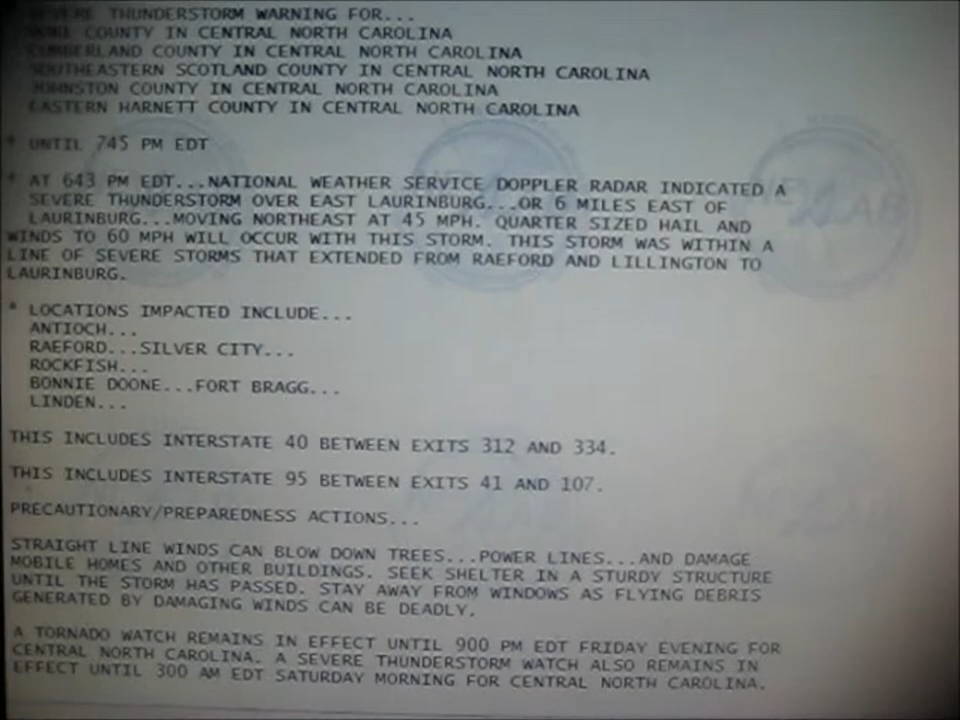 SEVERE THUNDERSTORM WARNING FOR...
COUNTY IN CENTRAL NORTH CAROLINA
CUMBERLAND COUNTY IN CENTRAL NORTH CAROLINA
SOUTHEASTERN SCOTLAND COUNTY IN CENTRAL NORTH CAROLINA
JOHNSTON COUNTY IN CENTRAL NORTH CAROLINA
EASTERN HARNETT COUNTY IN CENTRAL NORTH CAROLINA
* UNTIL 745 PM EDT
* AT 643 PM EDT...NATIONAL WEATHER SERVICE DOPPLER RADAR INDICATED A
SEVERE THUNDERSTORM OVER EAST LAURINBURG...OR 6 MILES EAST OF
LAURINBURG...MOVING NORTHEAST AT 45 MPH. QUARTER SIZED HAIL AND
WINDS TO 60 MPH WILL OCCUR WITH THIS STORM. THIS STORM WAS WITHIN A
LINE OF SEVERE STORMS THAT EXTENDED FROM RAEFORD AND LILLINGTON TO
LAURINBURG.
* LOCATIONS IMPACTED INCLUDE...
ANTIOCH...
RAEFORD...SILVER CITY...
ROCKFISH...
BONNIE DOONE...FORT BRAGG...
LINDEN...
THIS INCLUDES INTERSTATE 40 BETWEEN EXITS 312 AND 334.
THIS INCLUDES INTERSTATE 95 BETWEEN EXITS 41 AND 107.
PRECAUTIONARY/PREPAREDNESS ACTIONS...
STRAIGHT LINE WINDS CAN BLOW DOWN TREES...POWER LINES...AND DAMAGE
MOBILE HOMES AND OTHER BUILDINGS. SEEK SHELTER IN A STURDY STRUCTURE
UNTIL THE STORM HAS PASSED. STAY AWAY FROM WINDOWS AS FLYING DEBRIS
GENERATED BY DAMAGING WINDS CAN BE DEADLY.
A TORNADO WATCH REMAINS IN EFFECT UNTIL 900 PM EDT FRIDAY EVENING FOR
CENTRAL NORTH CAROLINA. A SEVERE THUNDERSTORM WATCH ALSO REMAINS IN
EFFECT UNTIL 300 AM EDT SATURDAY MORNING FOR CENTRAL NORTH CAROLINA.